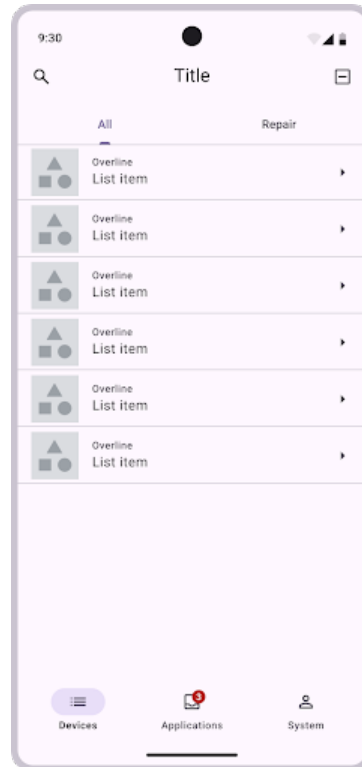 9:30
Title
All
Repair
Overline
List item
Overline
List item
Overline
List item
Overline
List item
Overline
List item
Overline
List item
3
Devices
Applications
System